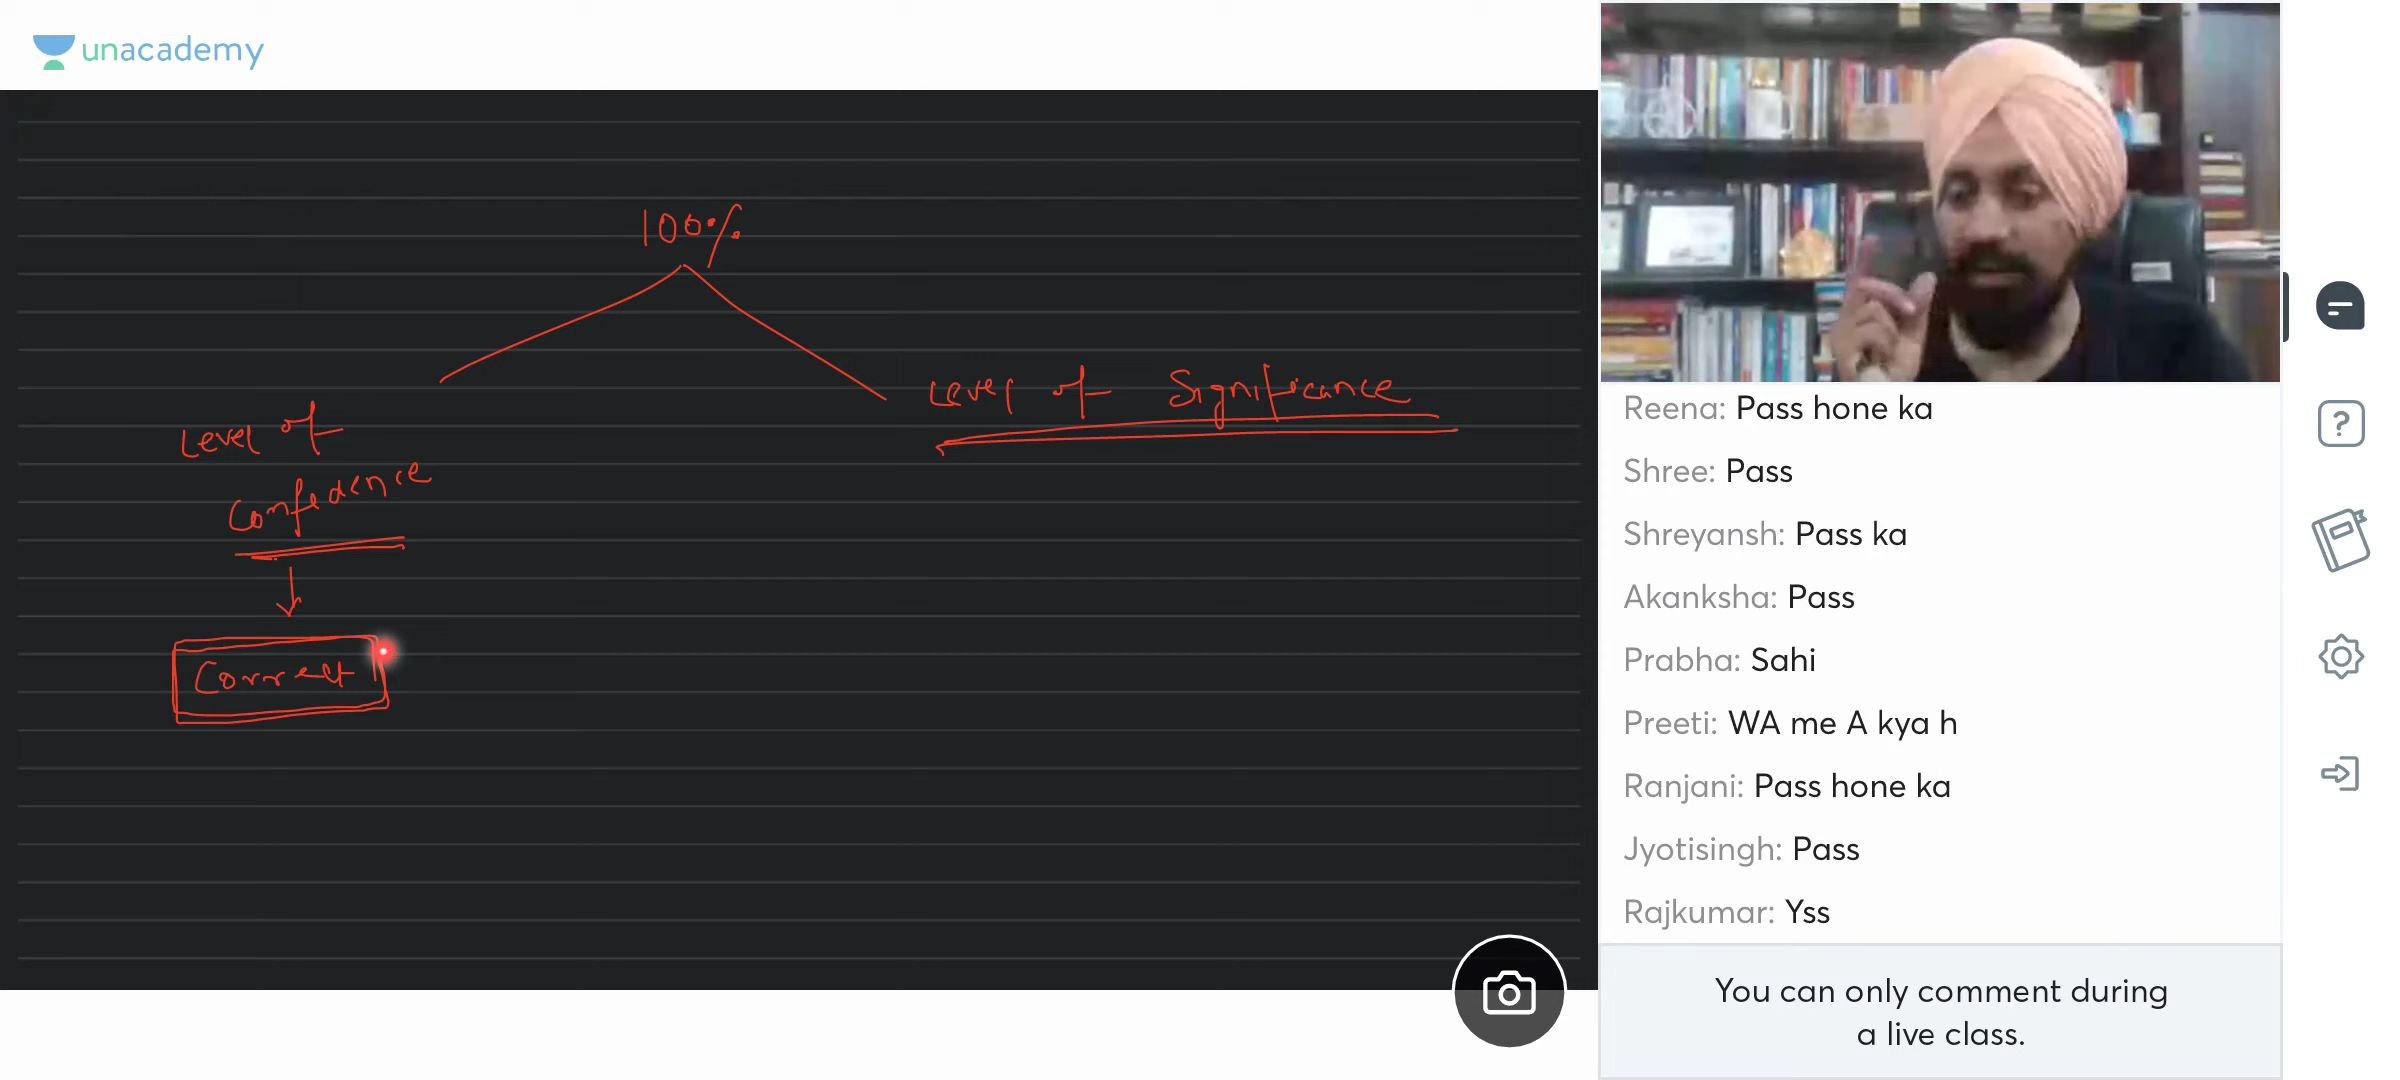 unacademy
100%
Level of Significance
Level of
Confedence
Correct
Reena: Pass hone ka
Shree: Pass
Shreyansh: Pass ka
Akanksha: Pass
Prabha: Sahi
Preeti: WA me A kya h
Ranjani: Pass hone ka
Jyotisingh: Pass
Rajkumar: Yss
You can only comment during
a live class.